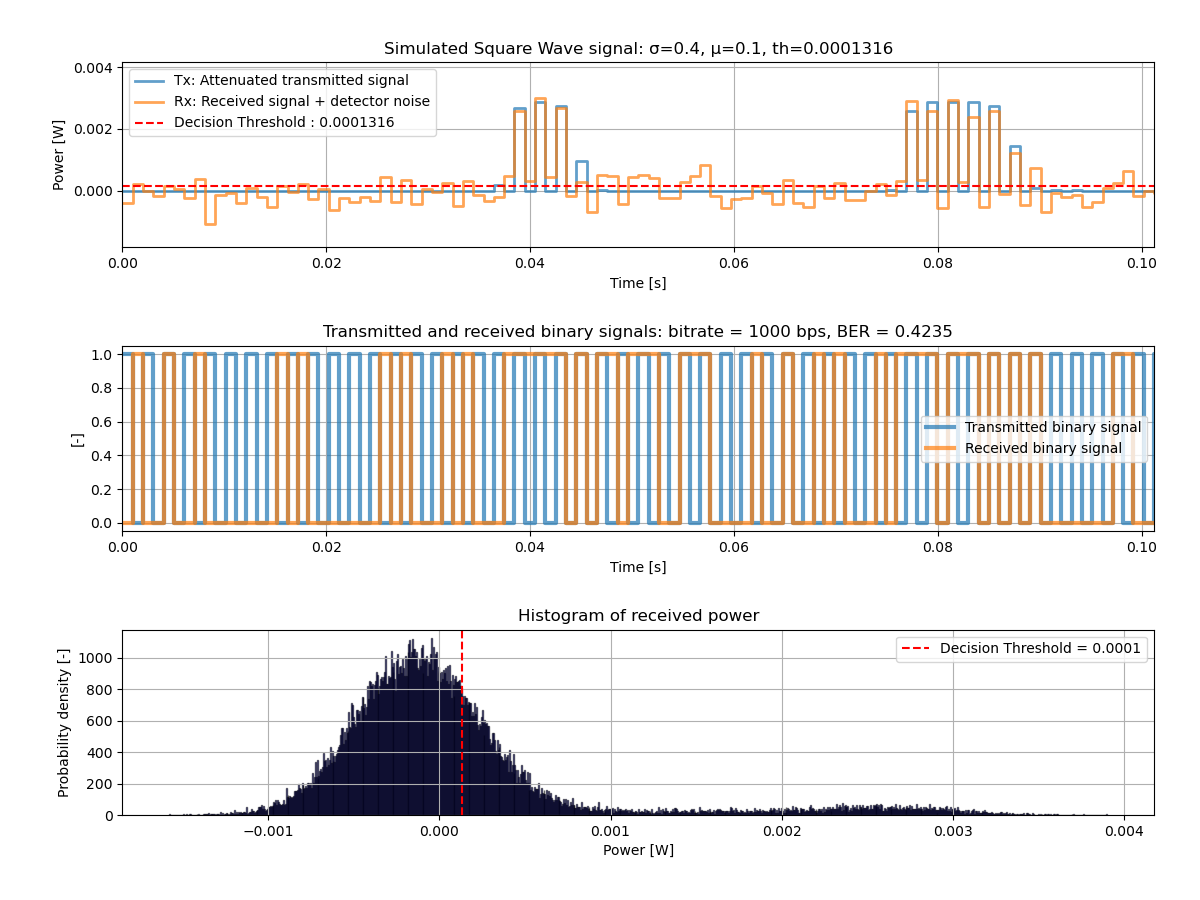 Simulated Square Wave signal: σ=0.4, μ=0.1, th=0.0001316
Tx: Attenuated transmitted signal
Rx: Received signal + detector noise
Decision Threshold : 0.0001316
Power [W]
0.004
0.002
0.000
0.00 0.02 0.04 0.06 0.08 0.10
Time [s]
Transmitted and received binary signals: bitrate = 1000 bps, BER = 0.4235
[-]
1.0
0.8
0.6
0.4
0.2
0.0
Transmitted binary signal
Received binary signal
0.00 0.02 0.04 0.06 0.08 0.10
Time [s]
Histogram of received power
Decision Threshold = 0.0001
Probability density [-]
1000
800
600
400
200
0
−0.001 0.000 0.001 0.002 0.003 0.004
Power [W]